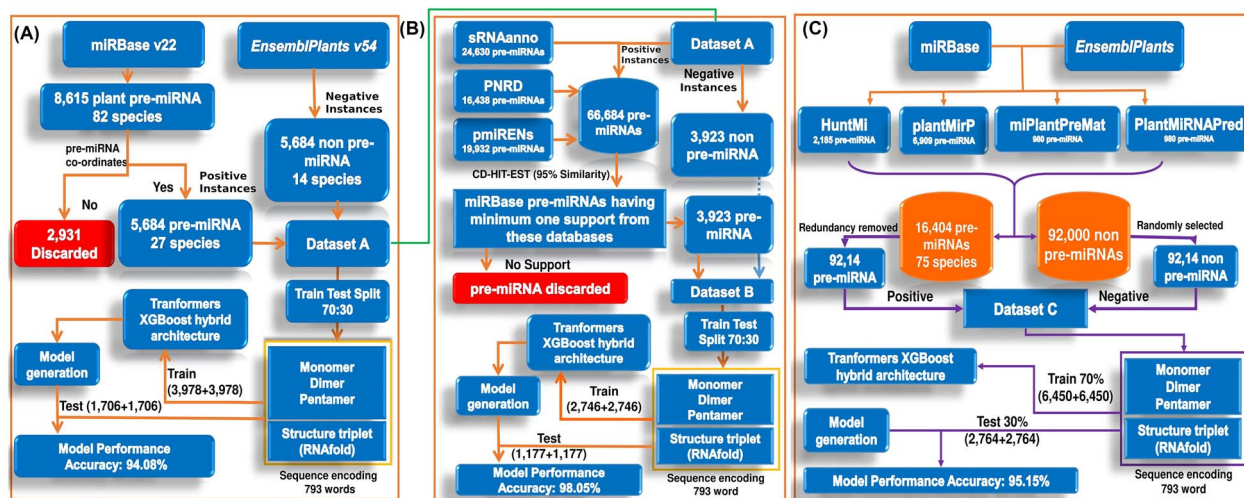 (A)
miRBase v22
EnsemblPlants v54
8,615 plant pre-miRNA
82 species
Negative
Instances
pre-miRNA
co-ordinates
5,684 non pre-
miRNA
14 species
No
Yes
Positive
Instances
2,931
Discarded
5,684 pre-miRNA
27 species
Dataset A
Train Test Split
70:30
Tranformers
XGBoost hybrid
architecture
Model
generation
Train
(3,978+3,978)
Monomer
Dimer
Pentamer
Test (1,706+1,706)
Structure triplet
(RNAfold)
Model Performance
Accuracy: 94.08%
Sequence encoding
793 words
(B)
sRNAanno
24,630 pre-miRNAs
Positive
Instances
Dataset A
PNRD
16,438 pre-miRNAs
66,684 pre-
miRNAs
Negative
Instances
pmiRENs
19,932 pre-miRNAs
3,923 non
pre-miRNA
CD-HIT-EST (95% Similarity)
miRBase pre-miRNAs having
minimum one support from
these databases
3,923 pre-
miRNA
No Support
pre-miRNA discarded
Dataset B
Train Test
Split 70:30
Tranformers
XGBoost hybrid
architecture
Model
generation
Train
(2,746+2,746)
Monomer
Dimer
Pentamer
Test
(1,177+1,177)
Structure triplet
(RNAfold)
Model Performance
Accuracy: 98.05%
Sequence encoding
793 word
(C)
miRBase
EnsemblPlants
HuntMi
2,185 pre-miRNA
plantMirP
6,909 pre-miRNA
miPlantPreMat
980 pre-miRNA
PlantMiRNAPred
980 pre-miRNA
Redundancy removed
16,404 pre-
miRNAs
75 species
92,000 non
pre-miRNAs
Randomly selected
92,14
pre-miRNA
92,14 non
pre-miRNA
Positive
Dataset C
Negative
Tranformers XGBoost
hybrid architecture
Train 70%
(6,450+6,450)
Monomer
Dimer
Pentamer
Model
generation
Test 30%
(2,764+2,764)
Structure triplet
(RNAfold)
Model Performance Accuracy: 95.15%
Sequence encoding
793 word